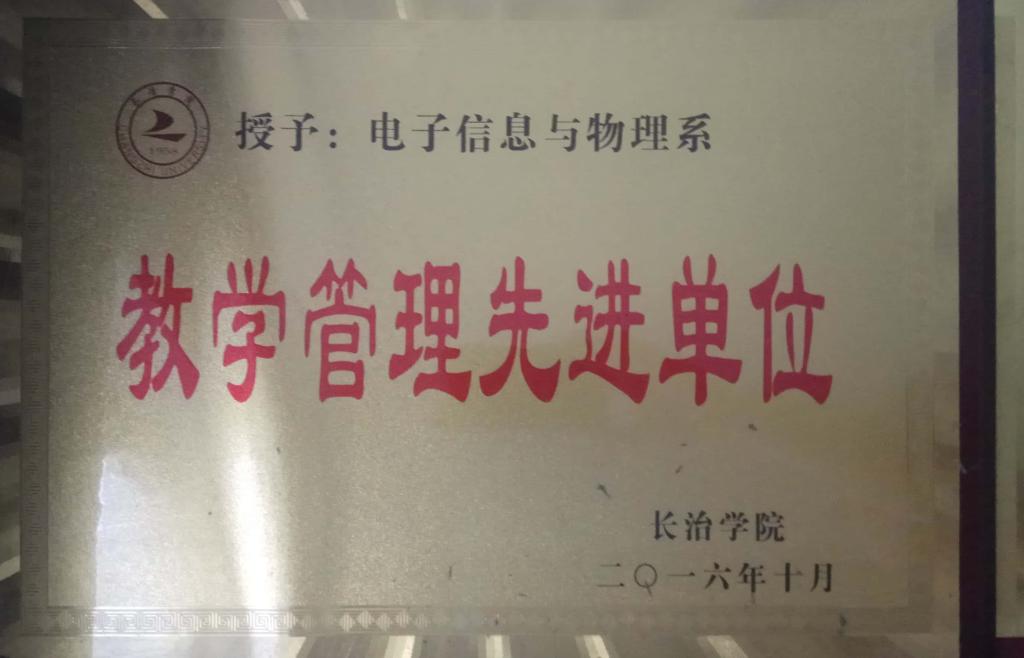 授予：电子信息与物理系
教学管理先进单位
长治学院
二〇一六年十月
1958